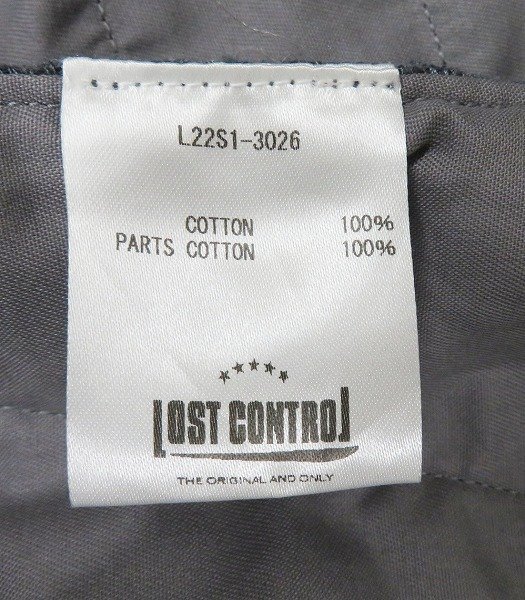 L22S1-3026
COTTON 100%
PARTS COTTON 100%
LOST CONTROL
THE ORIGINAL AND ONLY